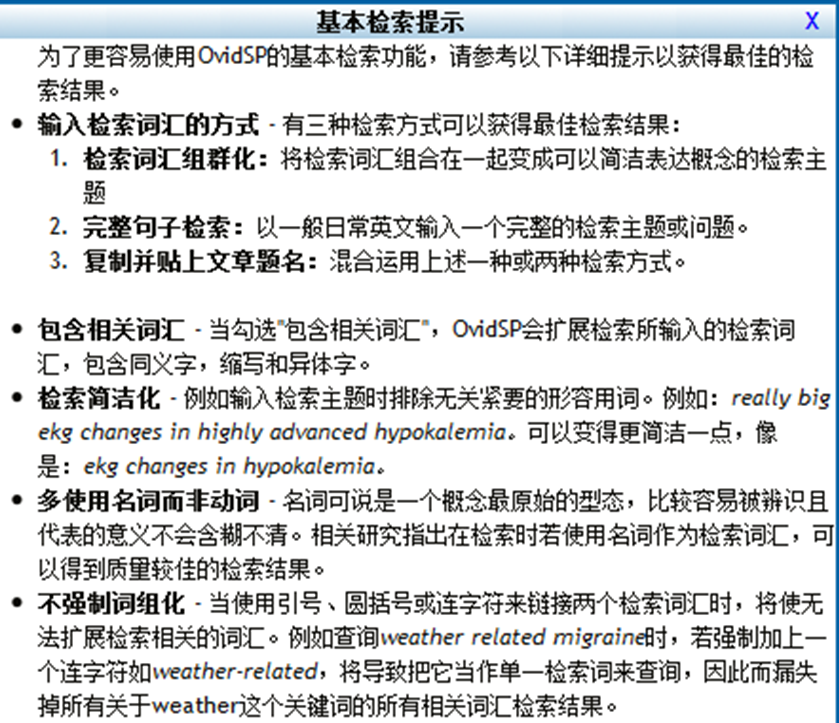 基本检索提示 X
为了更容易使用OvidSP的基本检索功能，请参考以下详细提示以获得最佳的检
索结果。
• 输入检索词汇的方式 - 有三种检索方式可以获得最佳检索结果：
1. 检索词汇组群化：将检索词汇组合在一起变成可以简洁表达概念的检索主
题
2. 完整句子检索：以一般日常英文输入一个完整的检索主题或问题。
3. 复制并贴上文章题名：混合运用上述一种或两种检索方式。
• 包含相关词汇 - 当勾选"包含相关词汇"，OvidSP会扩展检索所输入的检索词
汇，包含同义字，缩写和异体字。
• 检索简洁化 - 例如输入检索主题时排除无关紧要的形容用词。例如：really big
ekg changes in highly advanced hypokalemia。可以变得更简洁一点，像
是：ekg changes in hypokalemia。
• 多使用名词而非动词 - 名词可说是一个概念最原始的型态，比较容易被辨识且
代表的意义不会含糊不清。相关研究指出在检索时若使用名词作为检索词汇，可
以得到质量较佳的检索结果。
• 不强制词组化 - 当使用引号、圆括号或连字符来链接两个检索词汇时，将使无
法扩展检索相关的词汇。例如查询weather related migraine时，若强制加上一
个连字符如weather-related，将导致把它当作单一检索词来查询，因此而漏失
掉所有关于weather这个关键词的所有相关词汇检索结果。